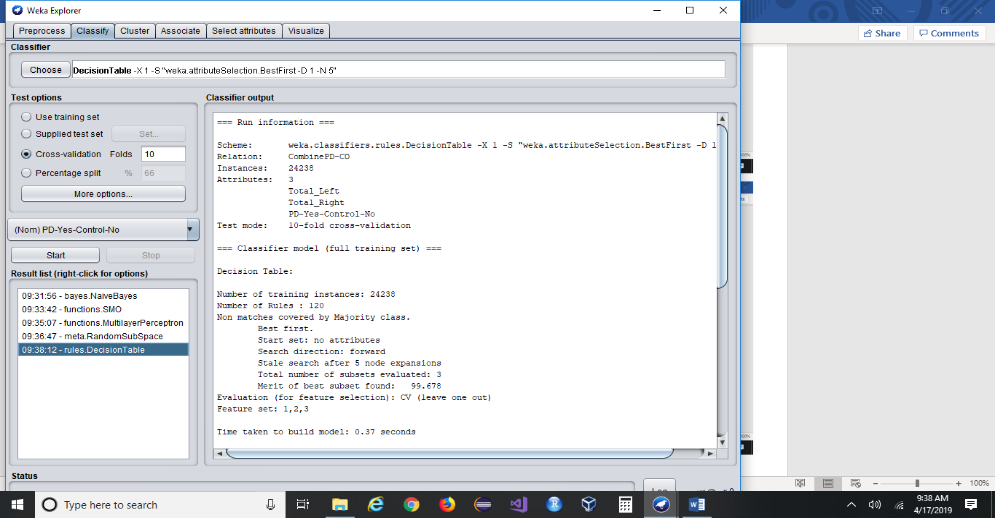 Weka Explorer
Share
Comments
Preprocess Classify Cluster Associate Select attributes Visualize
Classifier
Choose DecisionTable -X 1 -S "weka.attributeSelection.BestFirst -D 1 -N 5"
Test options
Use training set
Supplied test set Set...
Cross-validation Folds 10
Percentage split % 66
More options...
(Nom) PD-Yes-Control-No
Start Stop
Result list (right-click for options)
09:31:56 - bayes.NaiveBayes
09:33:42 - functions.SMO
09:35:07 - functions.MultilayerPerceptron
09:36:47 - meta.RandomSubSpace
09:38:12 - rules.DecisionTable
Classifier output
=== Run information ===
Scheme: weka.classifiers.rules.DecisionTable -X 1 -S "weka.attributeSelection.BestFirst -D 1
Relation: CombinePD-CO
Instances: 24238
Attributes: 3
Total_Left
Total_Right
PD-Yes-Control-No
Test mode: 10-fold cross-validation
=== Classifier model (full training set) ===
Decision Table:
Number of training instances: 24238
Number of Rules : 120
Non matches covered by Majority class.
Best first.
Start set: no attributes
Search direction: forward
Stale search after 5 node expansions
Total number of subsets evaluated: 3
Merit of best subset found: 99.678
Evaluation (for feature selection): CV (leave one out)
Feature set: 1,2,3
Time taken to build model: 0.37 seconds
Status
100%
Type here to search
9:38 AM
4/17/2019